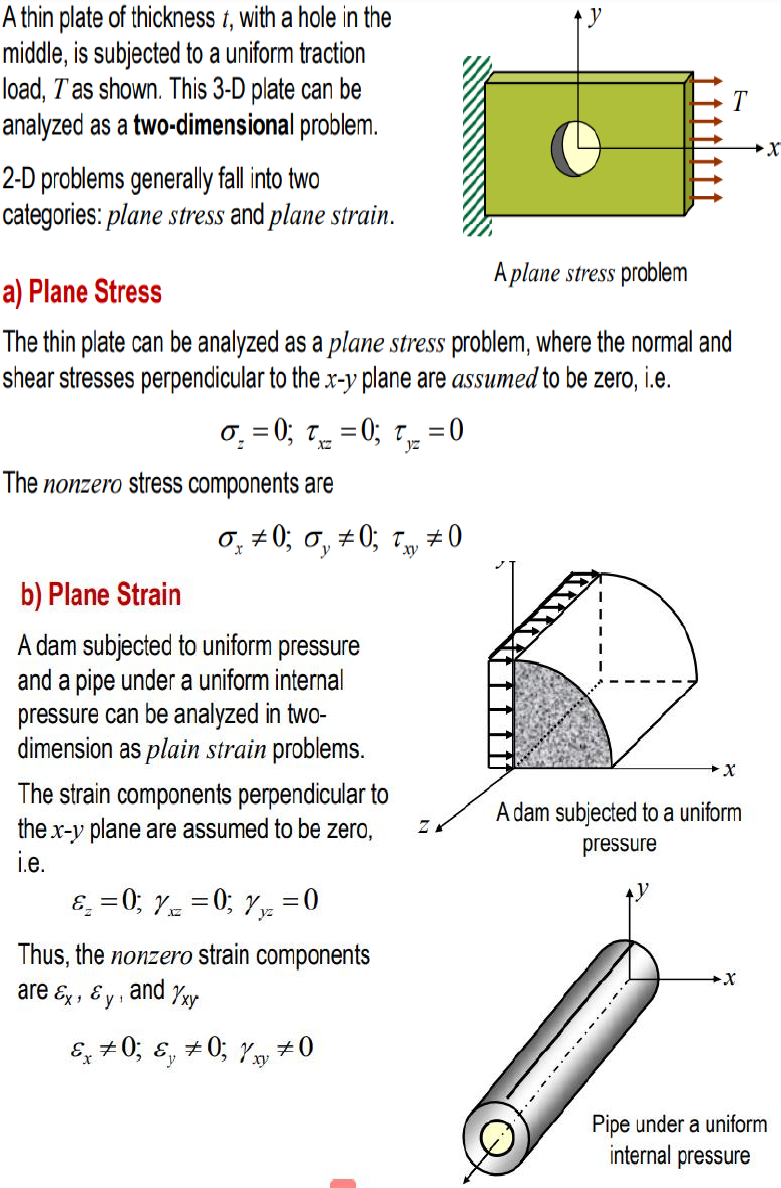 A thin plate of thickness t, with a hole in the
middle, is subjected to a uniform traction
load, T as shown. This 3-D plate can be
analyzed as a two-dimensional problem.
2-D problems generally fall into two
categories: plane stress and plane strain.
y
T
x
A plane stress problem
a) Plane Stress
The thin plate can be analyzed as a plane stress problem, where the normal and
shear stresses perpendicular to the x-y plane are assumed to be zero, i.e.
σz = 0; τxz = 0; τyz = 0
The nonzero stress components are
σx ≠ 0; σy ≠ 0; τxy ≠ 0
b) Plane Strain
A dam subjected to uniform pressure
and a pipe under a uniform internal
pressure can be analyzed in two-
dimension as plain strain problems.
The strain components perpendicular to
the x-y plane are assumed to be zero,
i.e.
εz = 0; γxz = 0; γyz = 0
Thus, the nonzero strain components
are εx , εy , and γxy.
εx ≠ 0; εy ≠ 0; γxy ≠ 0
y
x
z
A dam subjected to a uniform
pressure
y
x
Pipe under a uniform
internal pressure